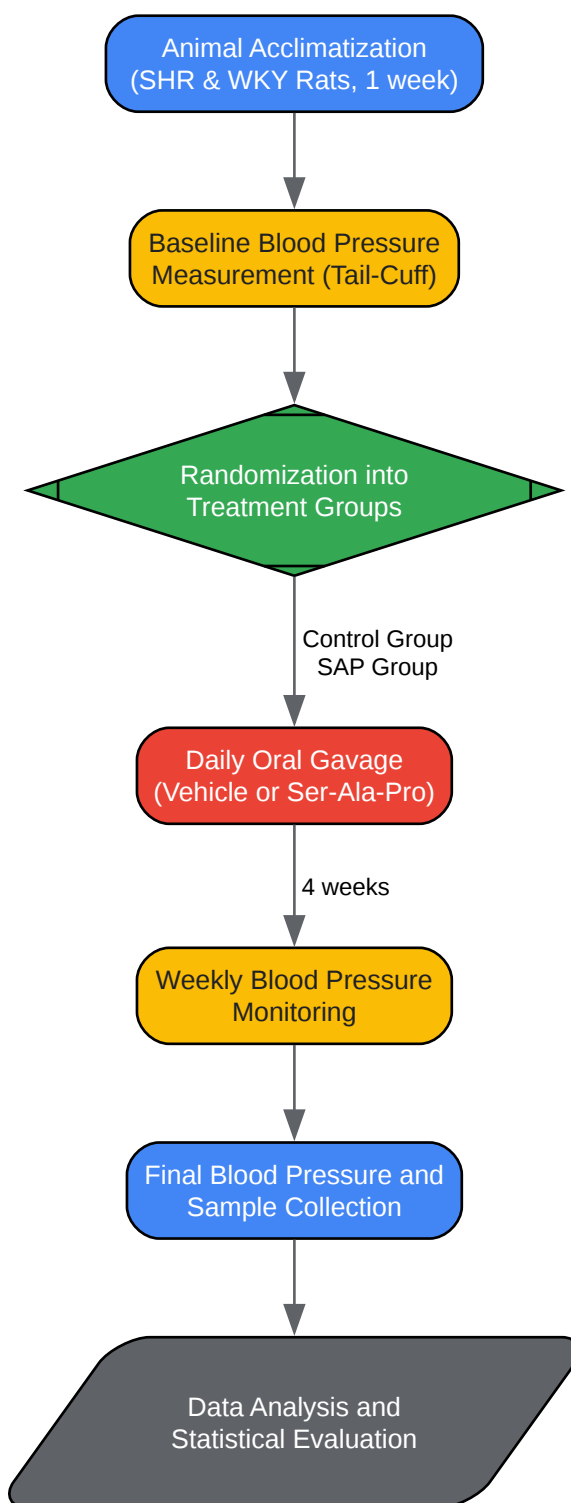 Animal Acclimatization
(SHR & WKY Rats, 1 week)
Baseline Blood Pressure
Measurement (Tail-Cuff)
Randomization into
Treatment Groups
Control Group
SAP Group
Daily Oral Gavage
(Vehicle or Ser-Ala-Pro)
4 weeks
Weekly Blood Pressure
Monitoring
Final Blood Pressure and
Sample Collection
Data Analysis and
Statistical Evaluation